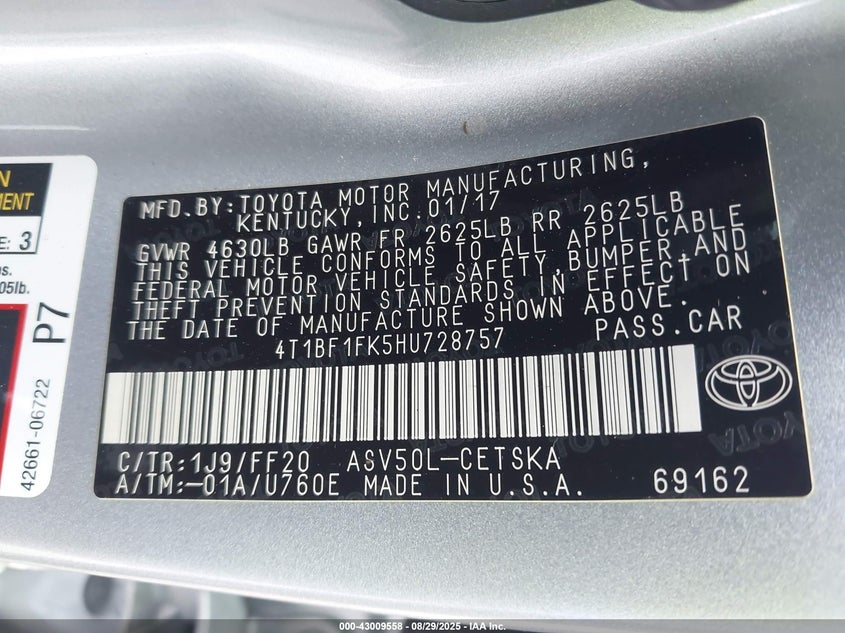 N
MENT
E: 3
s.
05lb.
P7
42661-06722
MFD.BY:TOYOTA MOTOR MANUFACTURING,
KENTUCKY,INC.01/17
GVWR 4630LB GAWR FR 2625LB RR 2625LB
THIS VEHICLE CONFORMS TO ALL APPLICABLE
FEDERAL MOTOR VEHICLE SAFETY,BUMPER,AND
THEFT PREVENTION STANDARDS IN EFFECT ON
THE DATE OF MANUFACTURE SHOWN ABOVE.
4T1BF1FK5HU728757 PASS.CAR
C/TR:1J9/FF20 ASV50L-CETSKA
A/TM:-01A/U760E MADE IN U.S.A. 69162
000-43009558 - 08/29/2025 - IAA Inc.